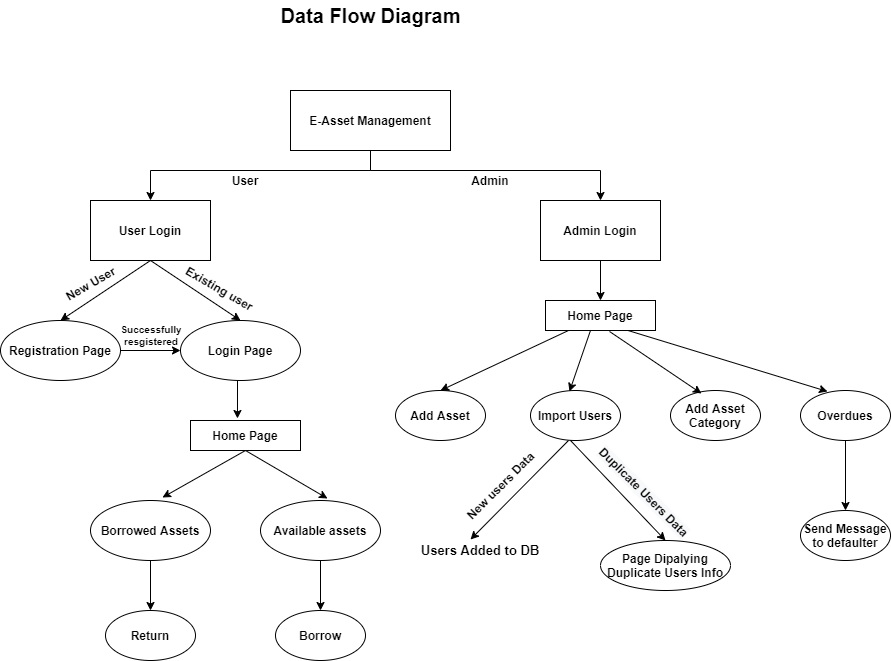 Data Flow Diagram
E-Asset Management
User
Admin
User Login
Admin Login
New User
Existing user
Home Page
Successfully
resgistered
Registration Page
Login Page
Add Asset
Import Users
Add Asset
Category
Overdues
Home Page
New users Data
Duplicate Users Data
Borrowed Assets
Available assets
Send Message
to defaulter
Users Added to DB
Page Dipalying
Duplicate Users Info
Return
Borrow